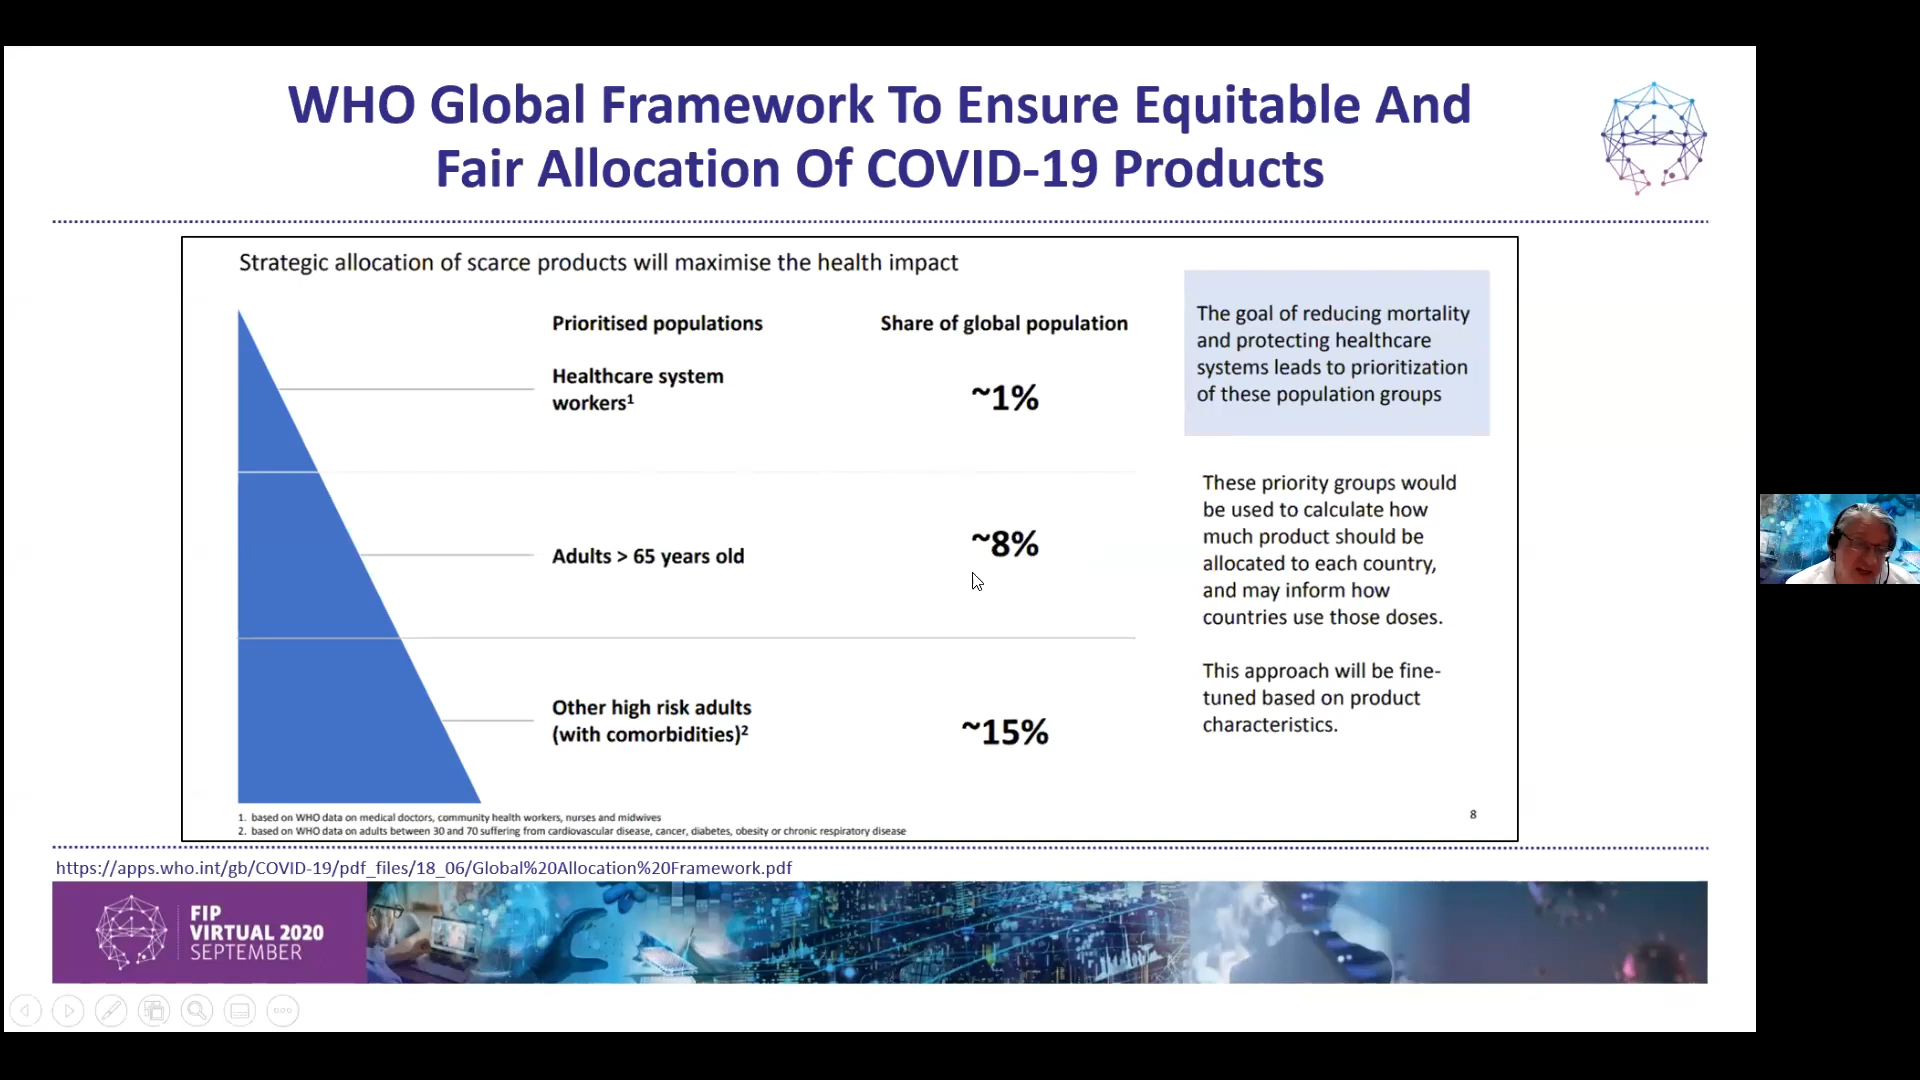 WHO Global Framework To Ensure Equitable And
Fair Allocation Of COVID-19 Products
Strategic allocation of scarce products will maximise the health impact
Prioritised populations
Share of global population
Healthcare system
workers¹
~1%
Adults > 65 years old
~8%
Other high risk adults
(with comorbidities)²
~15%
The goal of reducing mortality
and protecting healthcare
systems leads to prioritization
of these population groups
These priority groups would
be used to calculate how
much product should be
allocated to each country,
and may inform how
countries use those doses.
This approach will be fine-
tuned based on product
characteristics.
1. based on WHO data on medical doctors, community health workers, nurses and midwives
2. based on WHO data on adults between 30 and 70 suffering from cardiovascular disease, cancer, diabetes, obesity or chronic respiratory disease
8
https://apps.who.int/gb/COVID-19/pdf_files/18_06/Global%20Allocation%20Framework.pdf
FIP
VIRTUAL 2020
SEPTEMBER